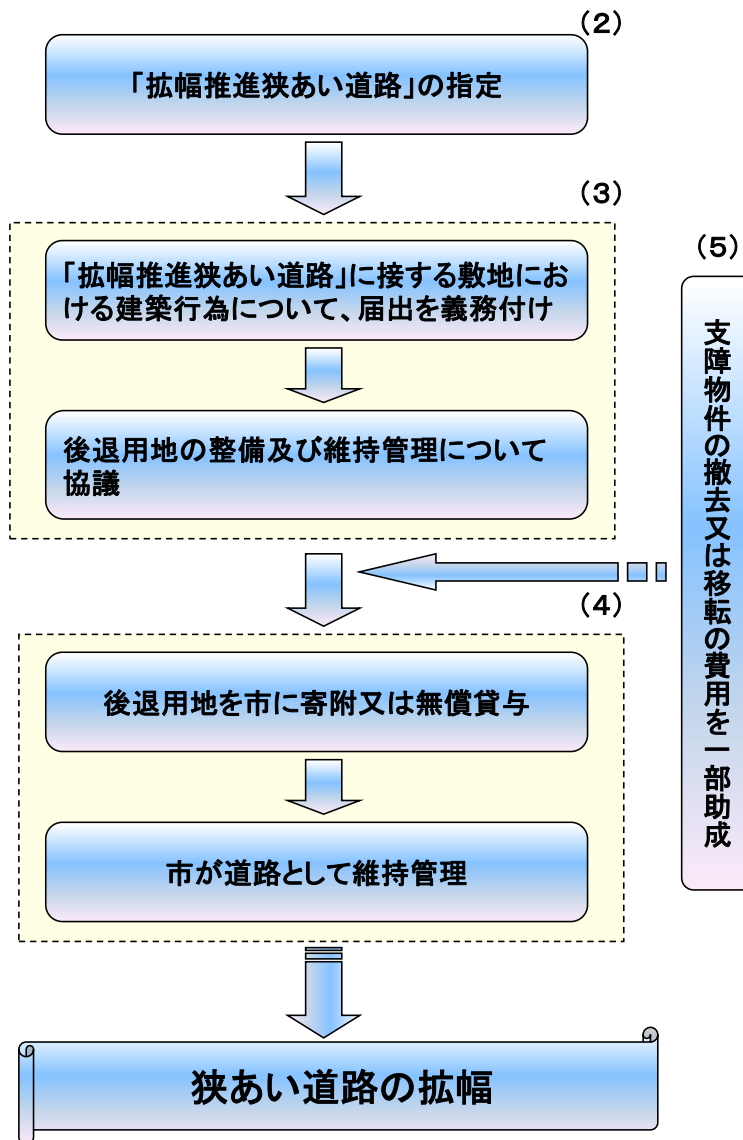 (2)
「拡幅推進狭あい道路」の指定
(3)
「拡幅推進狭あい道路」に接する敷地にお
ける建築行為について、届出を義務付け
後退用地の整備及び維持管理について
協議
(5)
支障物件の撤去又は移転の費用を一部助成
(4)
後退用地を市に寄附又は無償貸与
市が道路として維持管理
狭あい道路の拡幅